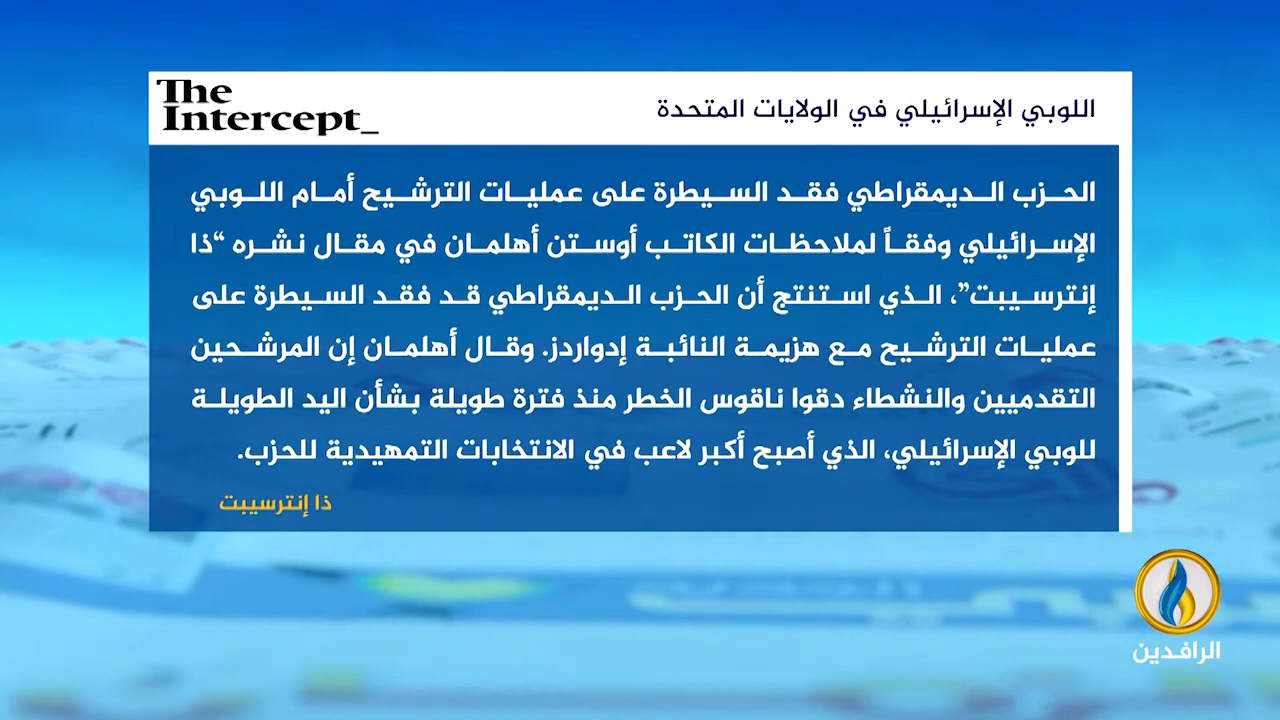 The
Intercept_
اللوبي الإسرائيلي في الولايات المتحدة
الحزب الديمقراطي فقد السيطرة على عمليات الترشيح أمام اللوبي
الإسرائيلي وفقاً لملاحظات الكاتب أوستن أهلمان في مقال نشره “ذا
إنترسيبت”، الذي استنتج أن الحزب الديمقراطي قد فقد السيطرة على
عمليات الترشيح مع هزيمة النائبة إدواردز. وقال أهلمان إن المرشحين
التقدميين والنشطاء دقوا ناقوس الخطر منذ فترة طويلة بشأن اليد الطويلة
للوبي الإسرائيلي، الذي أصبح أكبر لاعب في الانتخابات التمهيدية للحزب.
ذا إنترسيبت
الرافدين